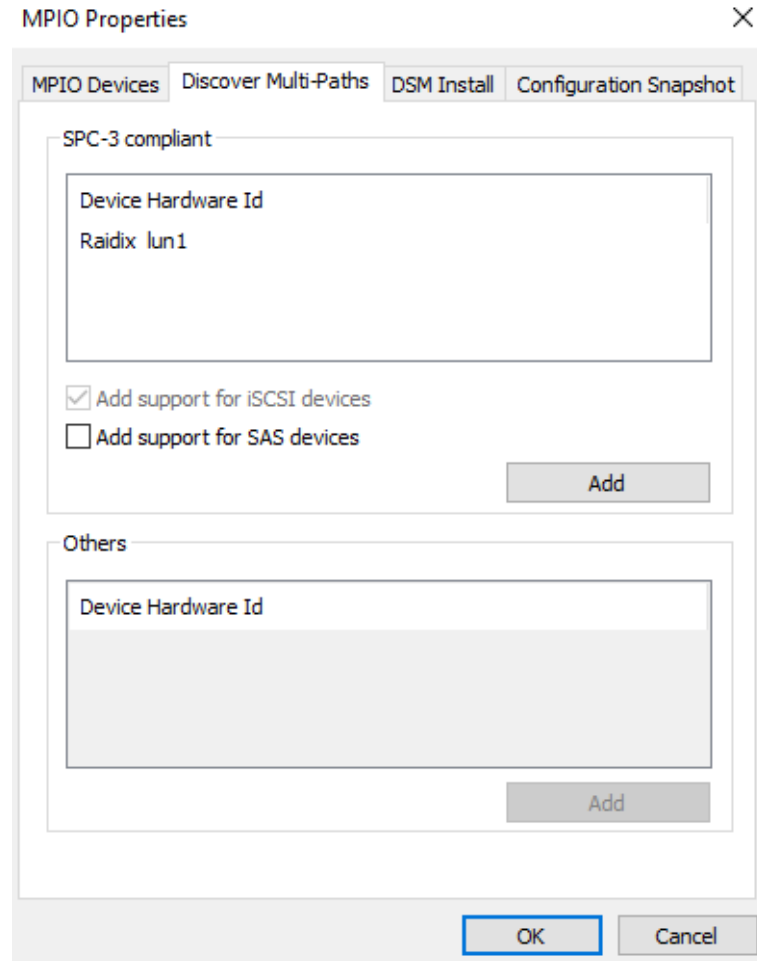 MPIO Properties
MPIO Devices Discover Multi-Paths DSM Install Configuration Snapshot
SPC-3 compliant
Device Hardware Id
Raidix lun1
Add support for iSCSI devices
Add support for SAS devices
Add
Others
Device Hardware Id
Add
OK Cancel